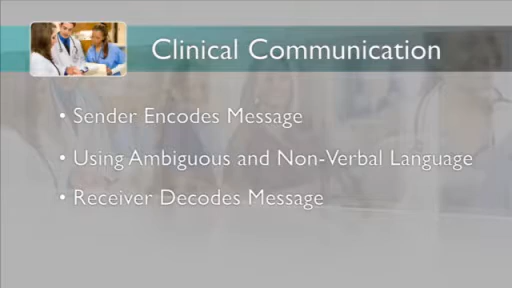 Clinical Communication
• Sender Encodes Message
• Using Ambiguous and Non-Verbal Language
• Receiver Decodes Message